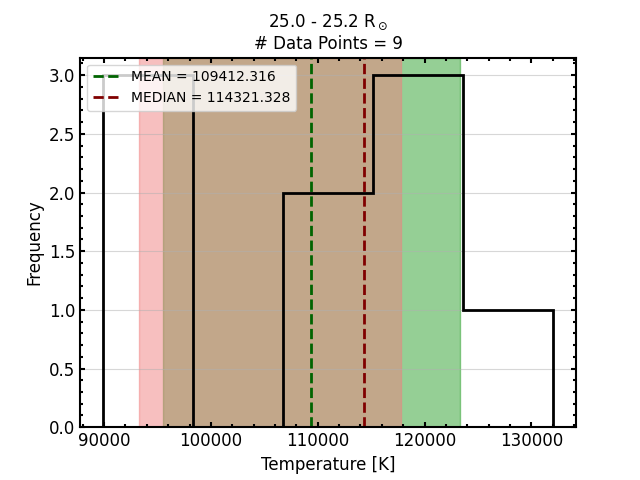 25.0 - 25.2 R⊙
# Data Points = 9
MEAN = 109412.316
MEDIAN = 114321.328
3.0
2.5
2.0
1.5
1.0
0.5
0.0
Frequency
90000 100000 110000 120000 130000
Temperature [K]